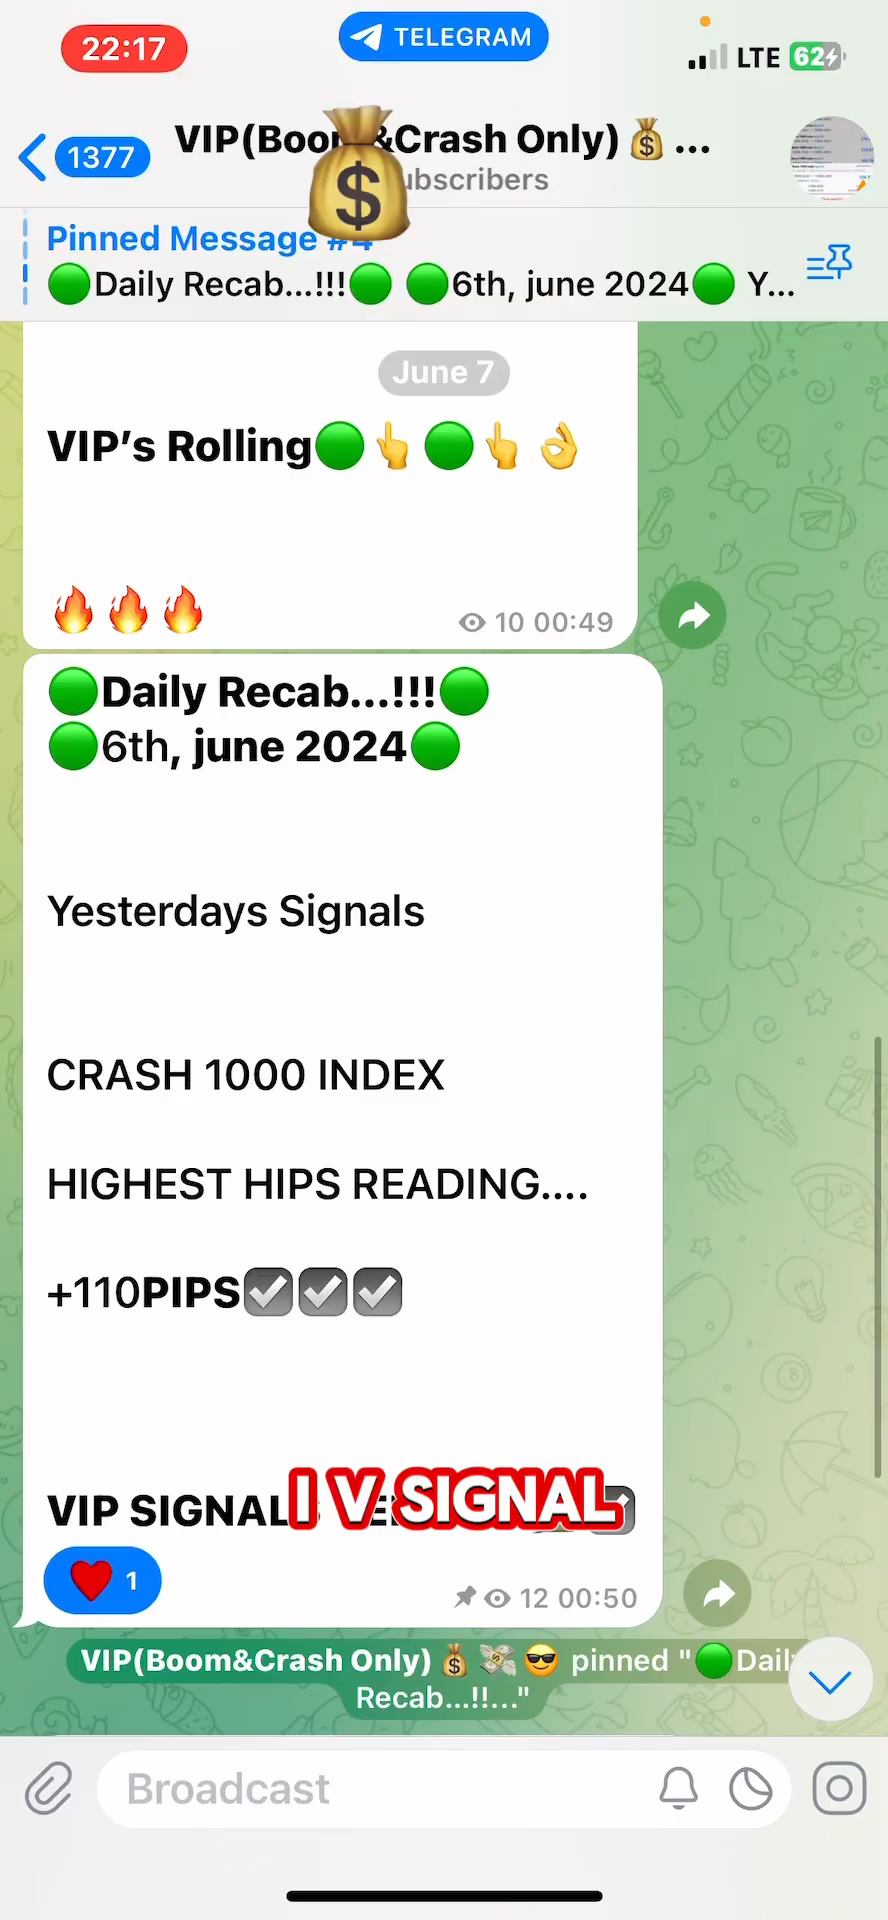 22:17
TELEGRAM
LTE 62
1377
VIP(Boom&Crash Only)💰...
ubscribers
Pinned Message #4
🟢Daily Recab...!!!🟢 🟢6th, june 2024🟢 Y...
June 7
VIP’s Rolling🟢👆🟢👆👌
🔥🔥🔥
10 00:49
🟢Daily Recab...!!!🟢
🟢6th, june 2024🟢
Yesterdays Signals
CRASH 1000 INDEX
HIGHEST HIPS READING....
+110PIPS☑️☑️☑️
VIP SIGNAL
I V SIGNAL
❤️ 1
12 00:50
VIP(Boom&Crash Only)💰💸😎 pinned "🟢Dail
Recab...!!..."
Broadcast